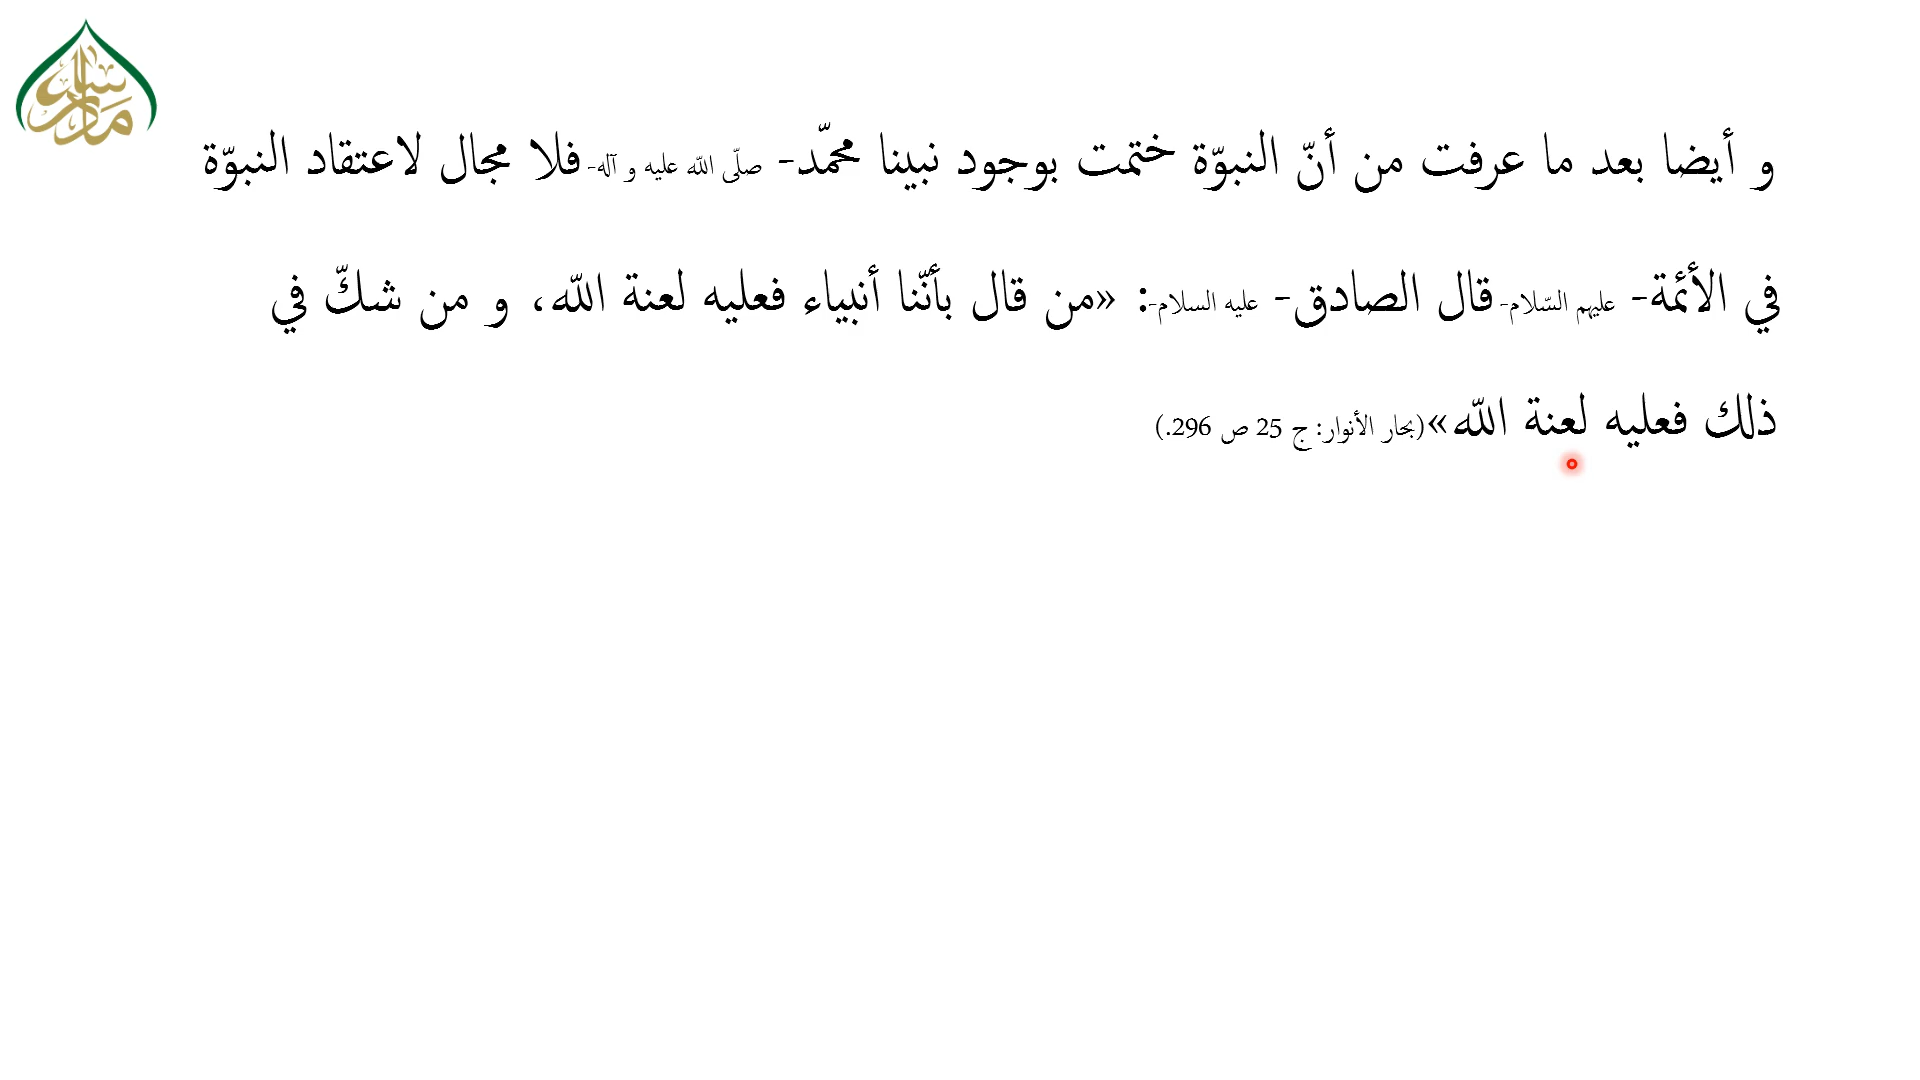 و أيضا بعد ما عرفت من أنّ النبوّة ختمت بوجود نبينا محمّد- صلّى اللّه عليه و آله- فلا مجال لاعتقاد النبوّة
في الأئمّة- عليهم السّلام- قال الصادق- عليه السلام-: «من قال بأنّنا أنبياء فعليه لعنة اللّه، و من شكّ في
ذلك فعليه لعنة اللّه»(بحار الأنوار: ج 25 ص 296.)